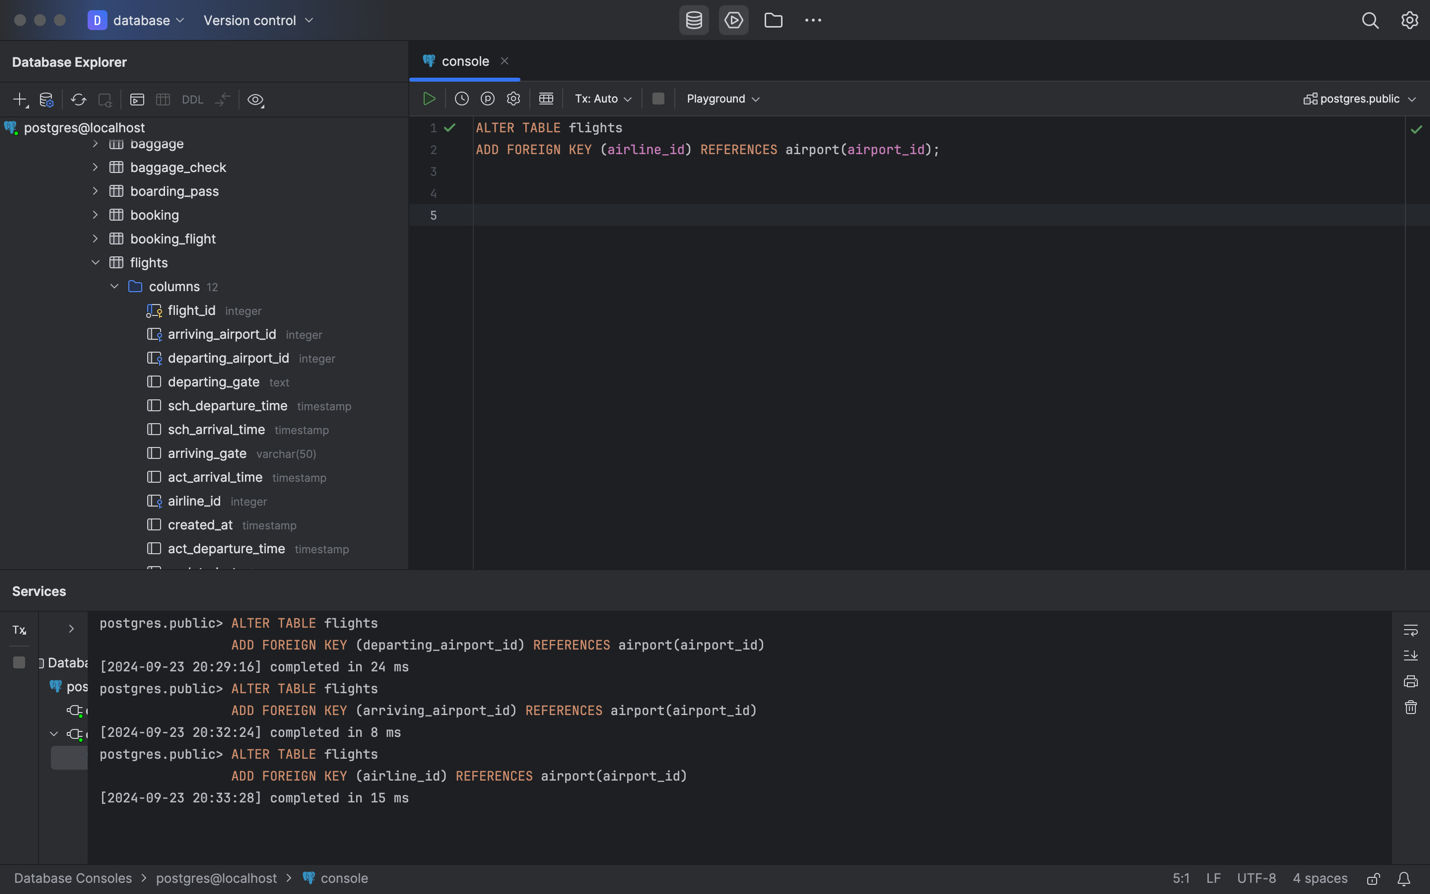 D database Version control
Database Explorer
console
DDL
Tx: Auto
Playground
postgres.public
postgres@localhost
baggage
baggage_check
boarding_pass
booking
booking_flight
flights
columns 12
flight_id integer
arriving_airport_id integer
departing_airport_id integer
departing_gate text
sch_departure_time timestamp
sch_arrival_time timestamp
arriving_gate varchar(50)
act_arrival_time timestamp
airline_id integer
created_at timestamp
act_departure_time timestamp
1 ALTER TABLE flights
2 ADD FOREIGN KEY (airline_id) REFERENCES airport(airport_id);
3
4
5
Services
Tx
Databa
pos
postgres.public> ALTER TABLE flights
ADD FOREIGN KEY (departing_airport_id) REFERENCES airport(airport_id)
[2024-09-23 20:29:16] completed in 24 ms
postgres.public> ALTER TABLE flights
ADD FOREIGN KEY (arriving_airport_id) REFERENCES airport(airport_id)
[2024-09-23 20:32:24] completed in 8 ms
postgres.public> ALTER TABLE flights
ADD FOREIGN KEY (airline_id) REFERENCES airport(airport_id)
[2024-09-23 20:33:28] completed in 15 ms
Database Consoles > postgres@localhost > console
5:1 LF UTF-8 4 spaces